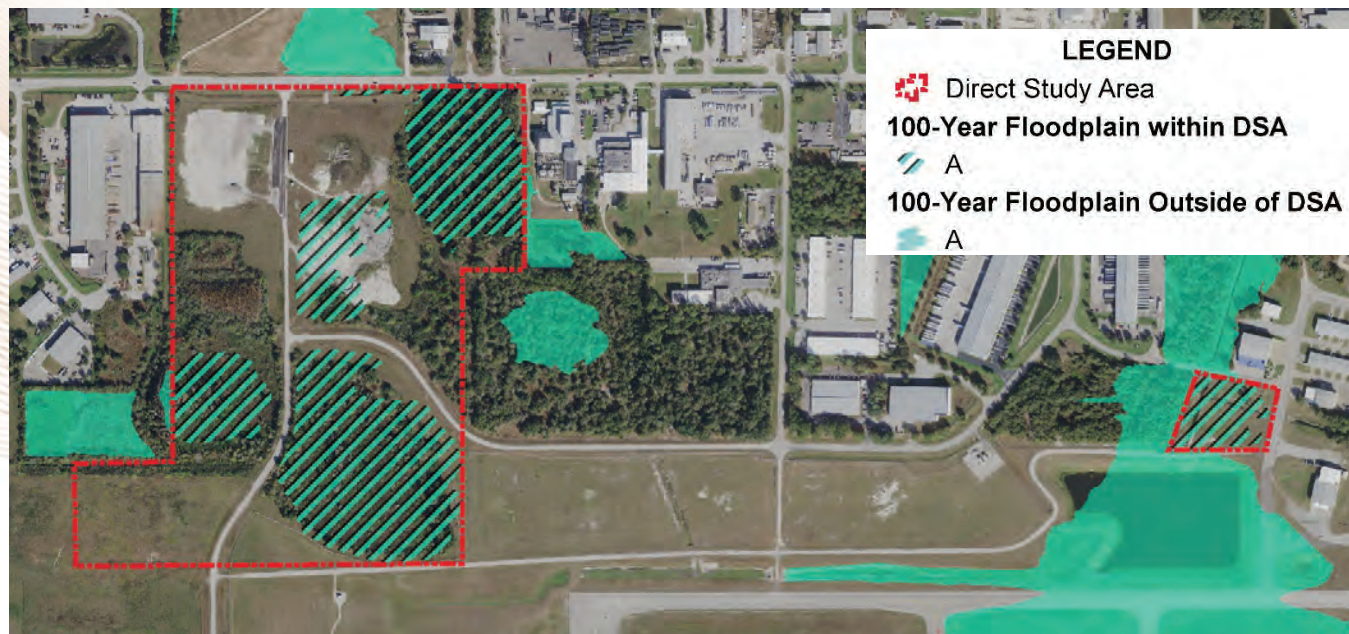 LEGEND
Direct Study Area
100-Year Floodplain within DSA
A
100-Year Floodplain Outside of DSA
A